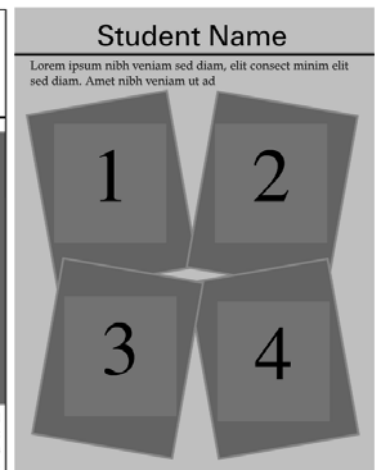 Student Name
Lorem ipsum nibh veniam sed diam, elit consect minim elit
sed diam. Amet nibh veniam ut ad
1
2
3
4